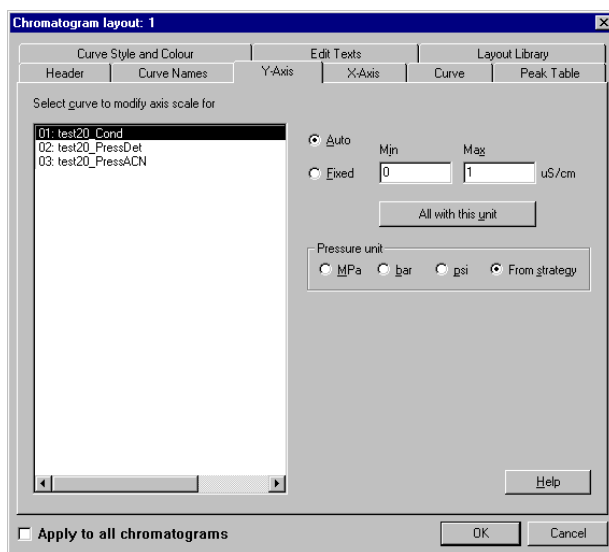 Chromatogram layout: 1
Curve Style and Colour
Edit Texts
Layout Library
Header
Curve Names
Y-Axis
X-Axis
Curve
Peak Table
Select curve to modify axis scale for
01: test20_Cond
02: test20_PressDet
03: test20_PressACN
Auto
Min
Max
Fixed
0
1
uS/cm
All with this unit
Pressure unit
MPa
bar
psi
From strategy
Help
Apply to all chromatograms
OK
Cancel